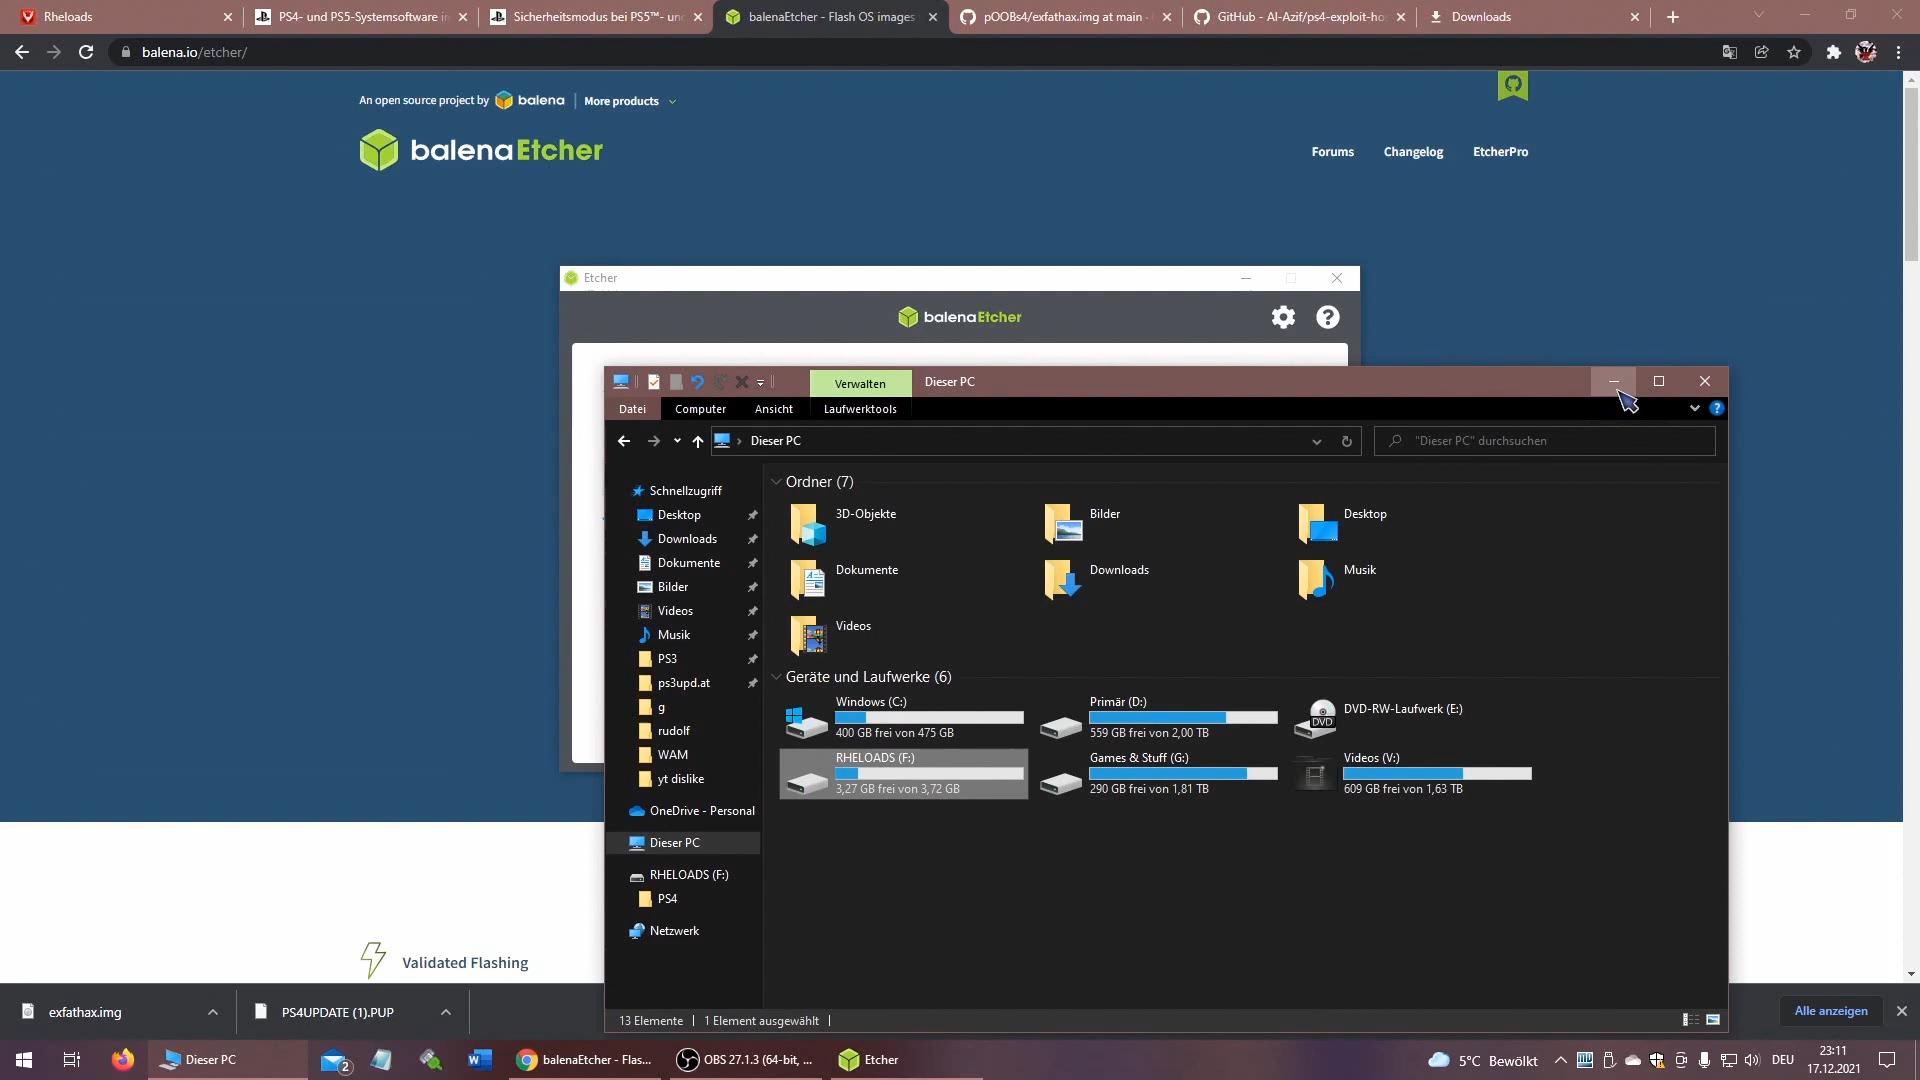 Rheloads
PS4- und PS5-Systemsoftware in
Sicherheitsmodus bei PS5™- und
balenaEtcher - Flash OS images
pOOBs4/exfathax.img at main ·
GitHub - Al-Azif/ps4-exploit-ho
Downloads
balena.io/etcher/
An open source project by balena
More products
balenaEtcher
Forums
Changelog
EtcherPro
Etcher
balenaEtcher
Verwalten
Dieser PC
Datei
Computer
Ansicht
Laufwerktools
Dieser PC
"Dieser PC" durchsuchen
Schnellzugriff
Desktop
Downloads
Dokumente
Bilder
Videos
Musik
PS3
ps3upd.at
g
rudolf
WAM
yt dislike
OneDrive - Personal
Dieser PC
RHELOADS (F:)
PS4
Netzwerk
Ordner (7)
3D-Objekte
Bilder
Desktop
Dokumente
Downloads
Musik
Videos
Geräte und Laufwerke (6)
Windows (C:)
400 GB frei von 475 GB
Primär (D:)
559 GB frei von 2,00 TB
DVD
DVD-RW-Laufwerk (E:)
RHELOADS (F:)
3,27 GB frei von 3,72 GB
Games & Stuff (G:)
290 GB frei von 1,81 TB
Videos (V:)
609 GB frei von 1,63 TB
13 Elemente
1 Element ausgewählt
Validated Flashing
exfathax.img
PS4UPDATE (1).PUP
Alle anzeigen
Dieser PC
2
balenaEtcher - Flas...
OBS 27.1.3 (64-bit, ...
Etcher
5°C Bewölkt
DEU
23:11
17.12.2021